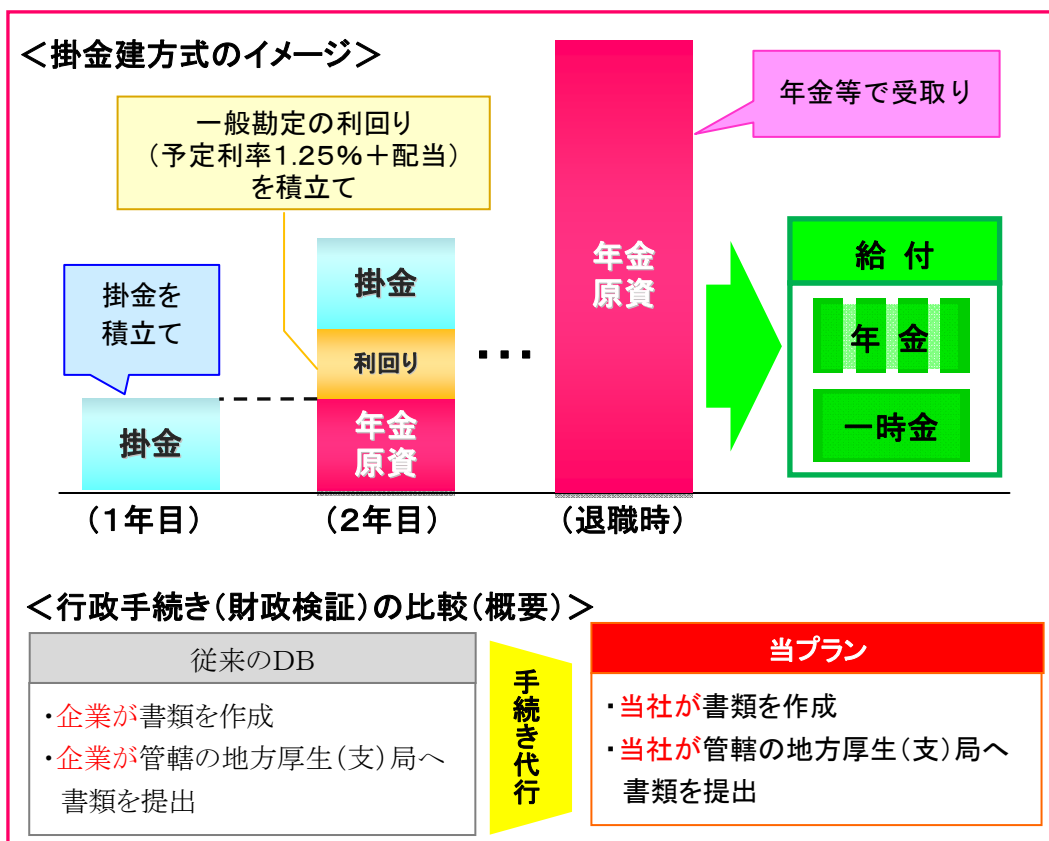 ＜掛金建方式のイメージ＞
年金等で受取り
一般勘定の利回り
（予定利率1.25％＋配当）
を積立て
掛金を
積立て
掛金
掛金
利回り
年金
原資
･･･
年金
原資
給 付
年 金
一時金
（１年目）
（２年目）
（退職時）
＜行政手続き（財政検証）の比較（概要）＞
従来のDB
・企業が書類を作成
・企業が管轄の地方厚生（支）局へ
書類を提出
手続き代行
当プラン
・当社が書類を作成
・当社が管轄の地方厚生（支）局へ
書類を提出